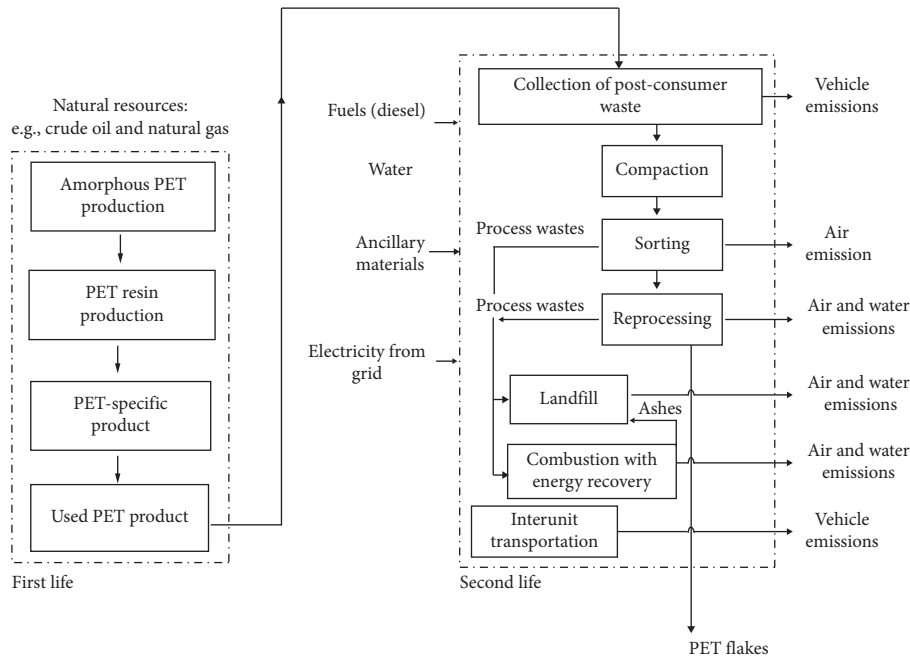 Natural resources:
e.g., crude oil and natural gas
Amorphous PET
production
PET resin
production
PET-specific
product
Used PET product
First life
Fuels (diesel)
Water
Ancillary
materials
Electricity from
grid
Collection of post-consumer
waste
Vehicle
emissions
Compaction
Process wastes
Sorting
Air
emission
Process wastes
Reprocessing
Air and water
emissions
Landfill
Ashes
Air and water
emissions
Combustion with
energy recovery
Air and water
emissions
Interunit
transportation
Vehicle
emissions
Second life
PET flakes